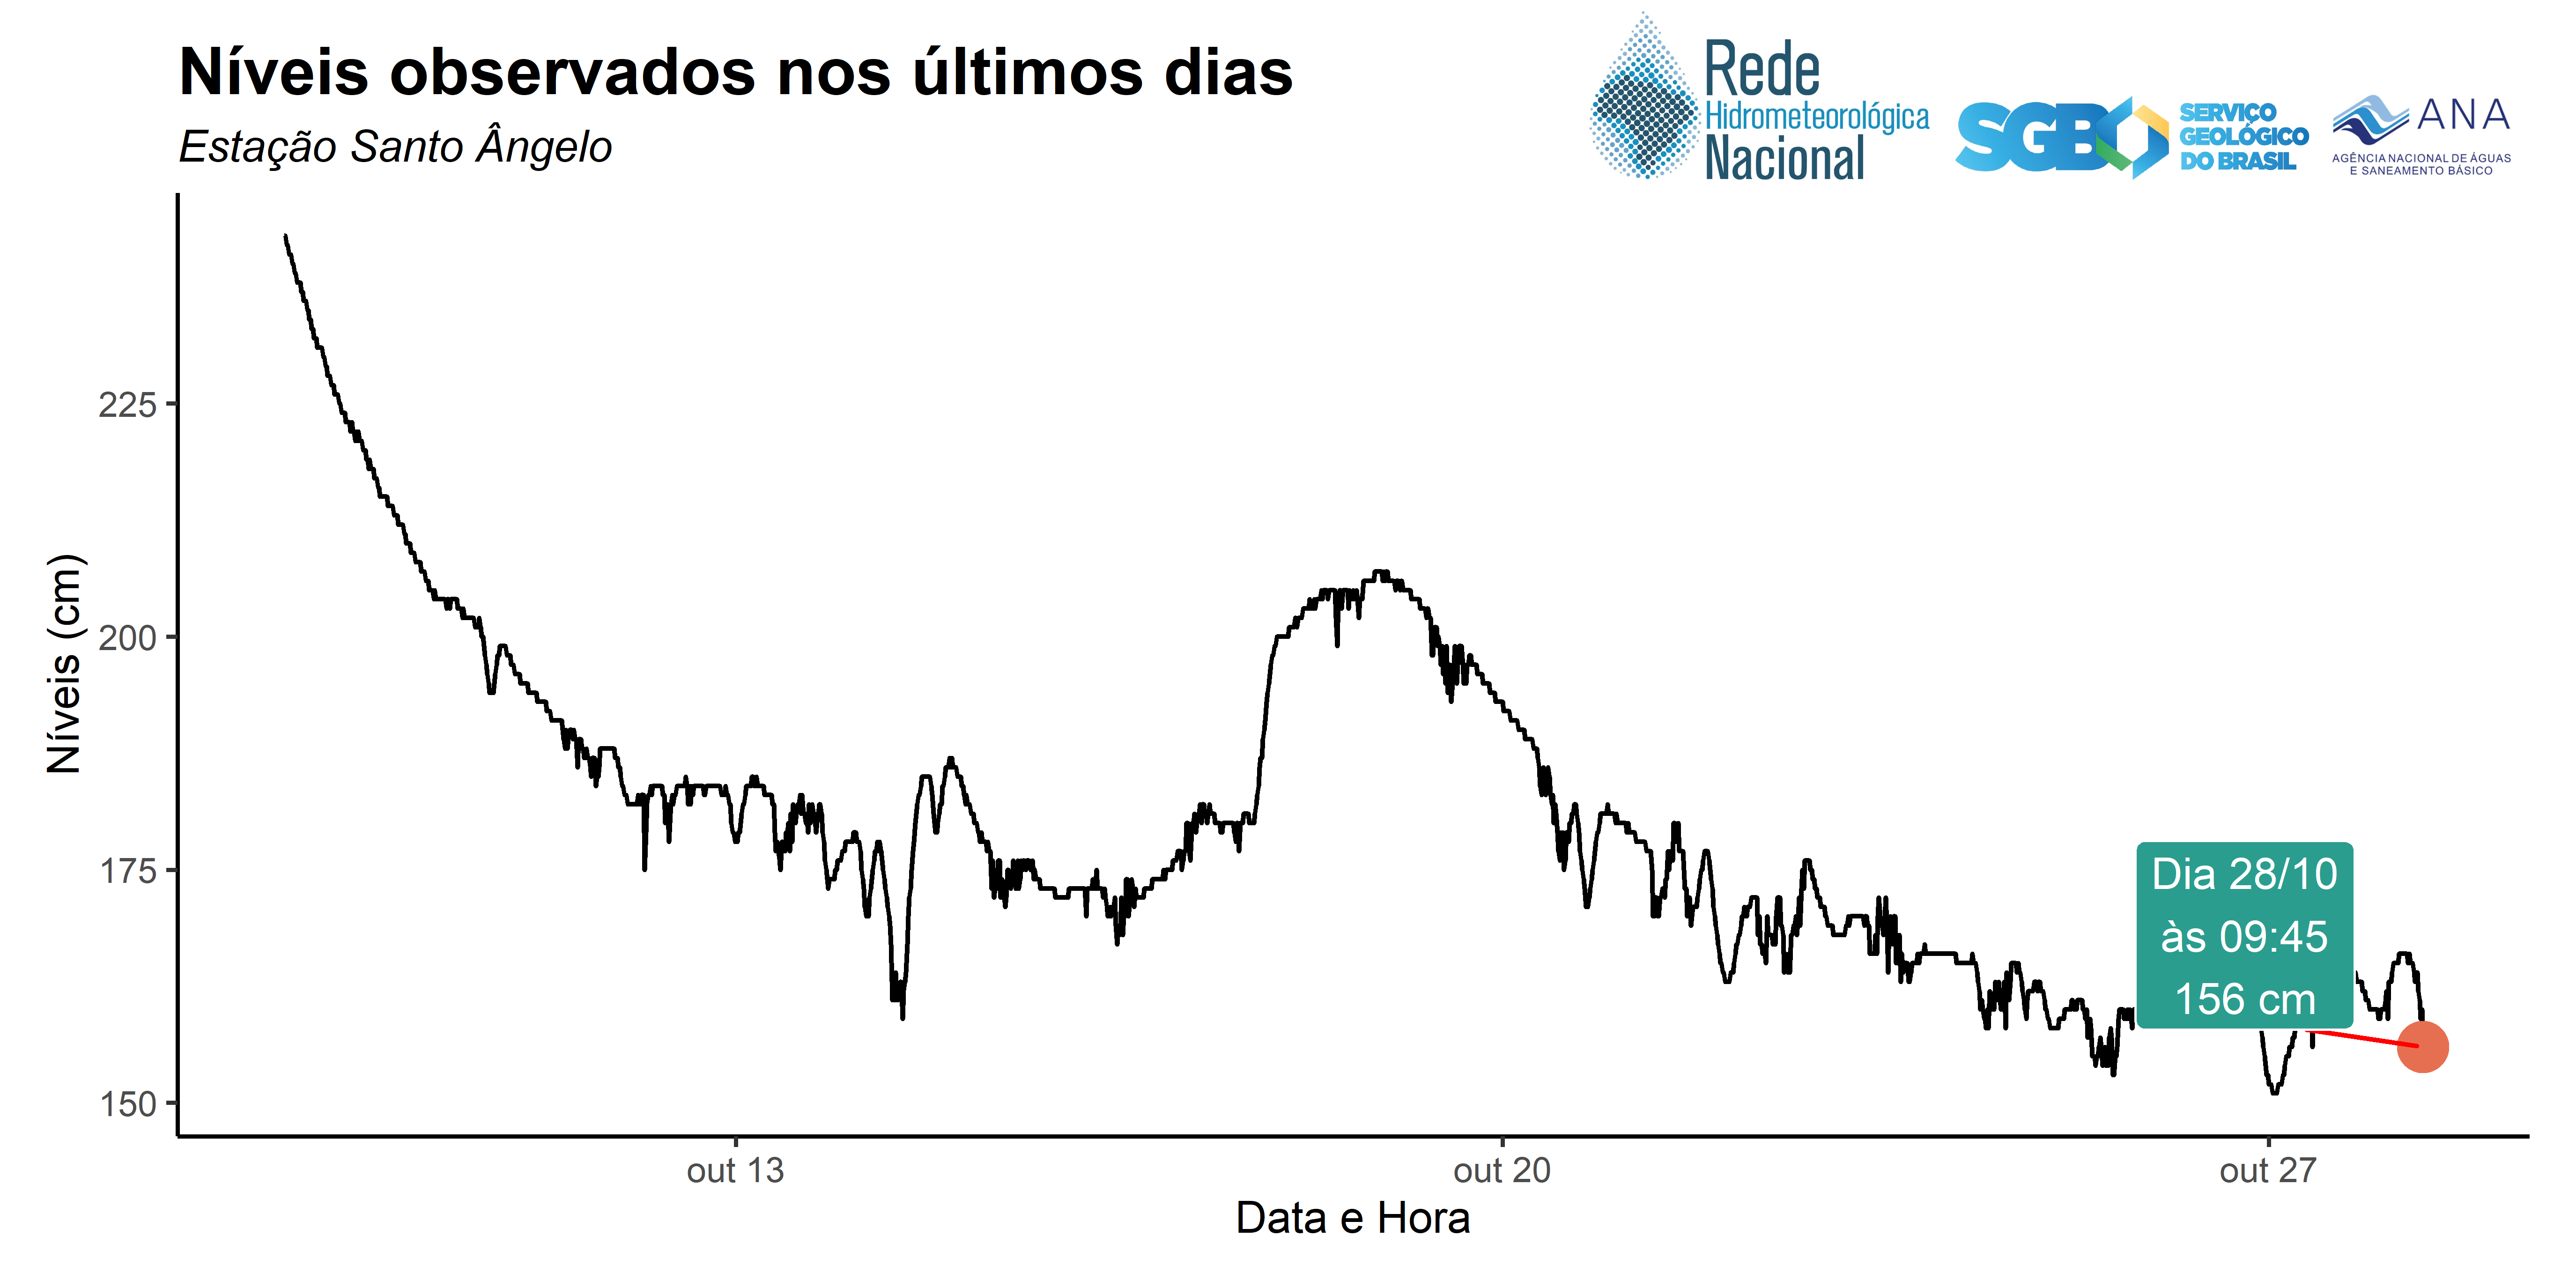 Níveis observados nos últimos dias
Estação Santo Ângelo
Rede
Hidrometeorológica
Nacional
SGB
SERVIÇO
GEOLÓGICO
DO BRASIL
ANA
AGÊNCIA NACIONAL DE ÁGUAS
E SANEAMENTO BÁSICO
Níveis (cm)
225
200
175
150
Dia 28/10
às 09:45
156 cm
out 13
out 20
out 27
Data e Hora